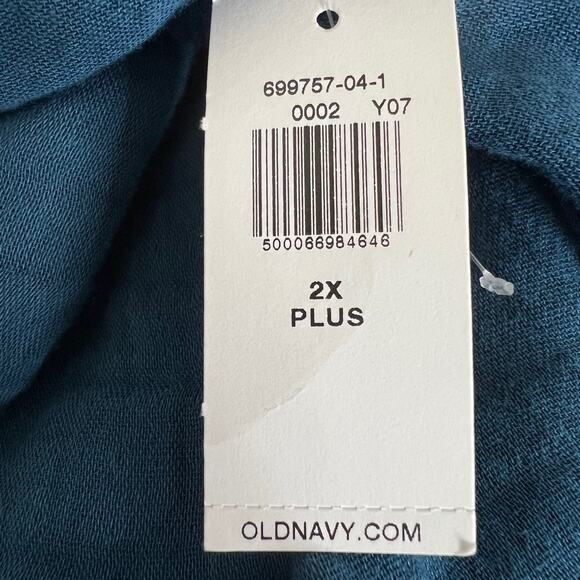 699757-04-1
0002 Y07
500066984646
2X
PLUS
OLDNAVY.COM